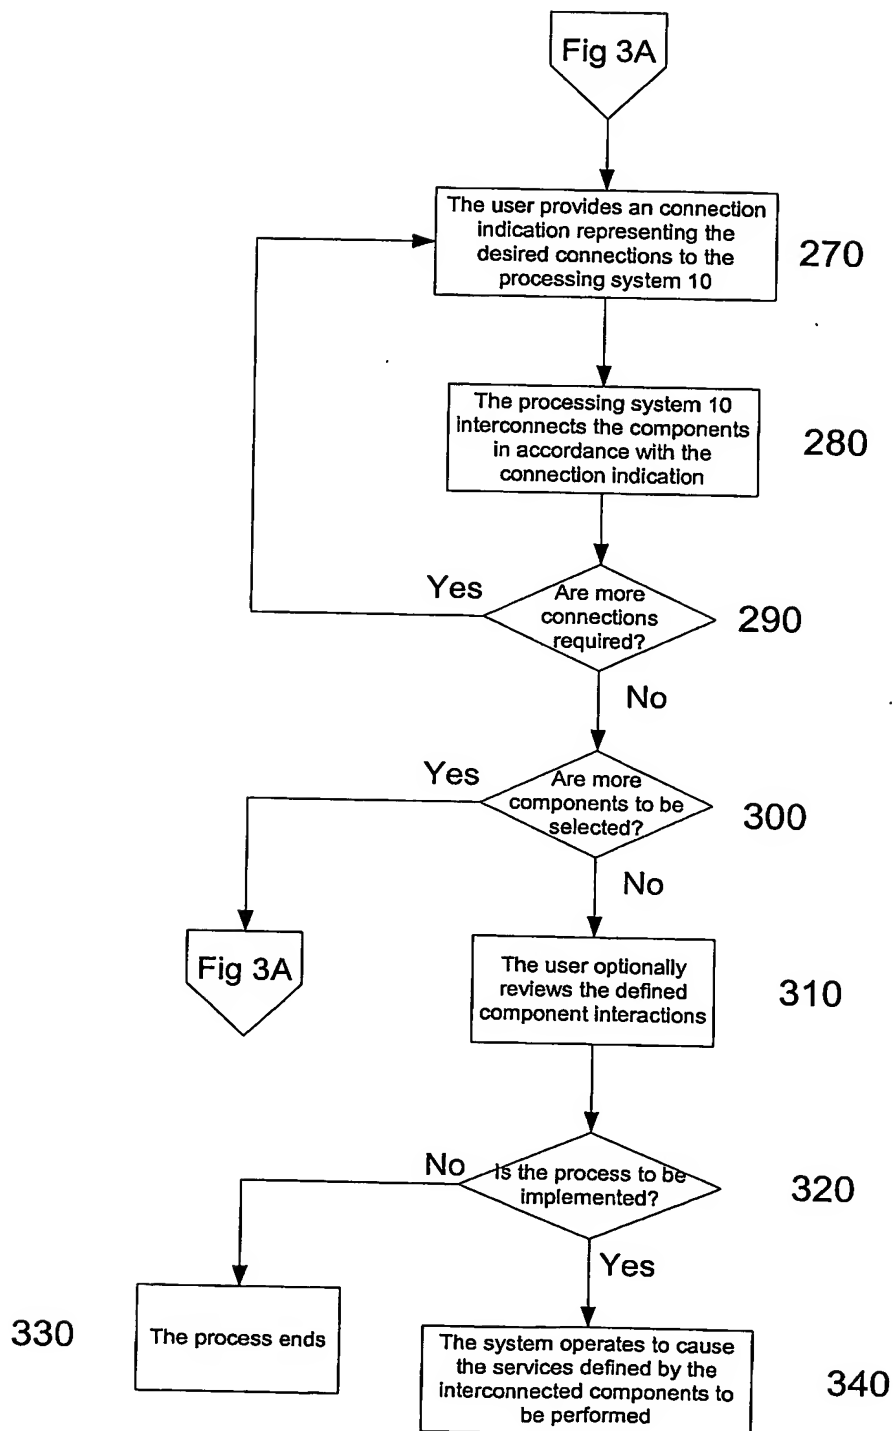 Fig 3A
The user provides an connection
indication representing the
desired connections to the
processing system 10
270
The processing system 10
interconnects the components
in accordance with the
connection indication
280
Yes
Are more
connections
required?
290
No
Yes
Are more
components to be
selected?
300
No
Fig 3A
The user optionally
reviews the defined
component interactions
310
No
Is the process to be
implemented?
320
Yes
330
The process ends
The system operates to cause
the services defined by the
interconnected components to
be performed
340